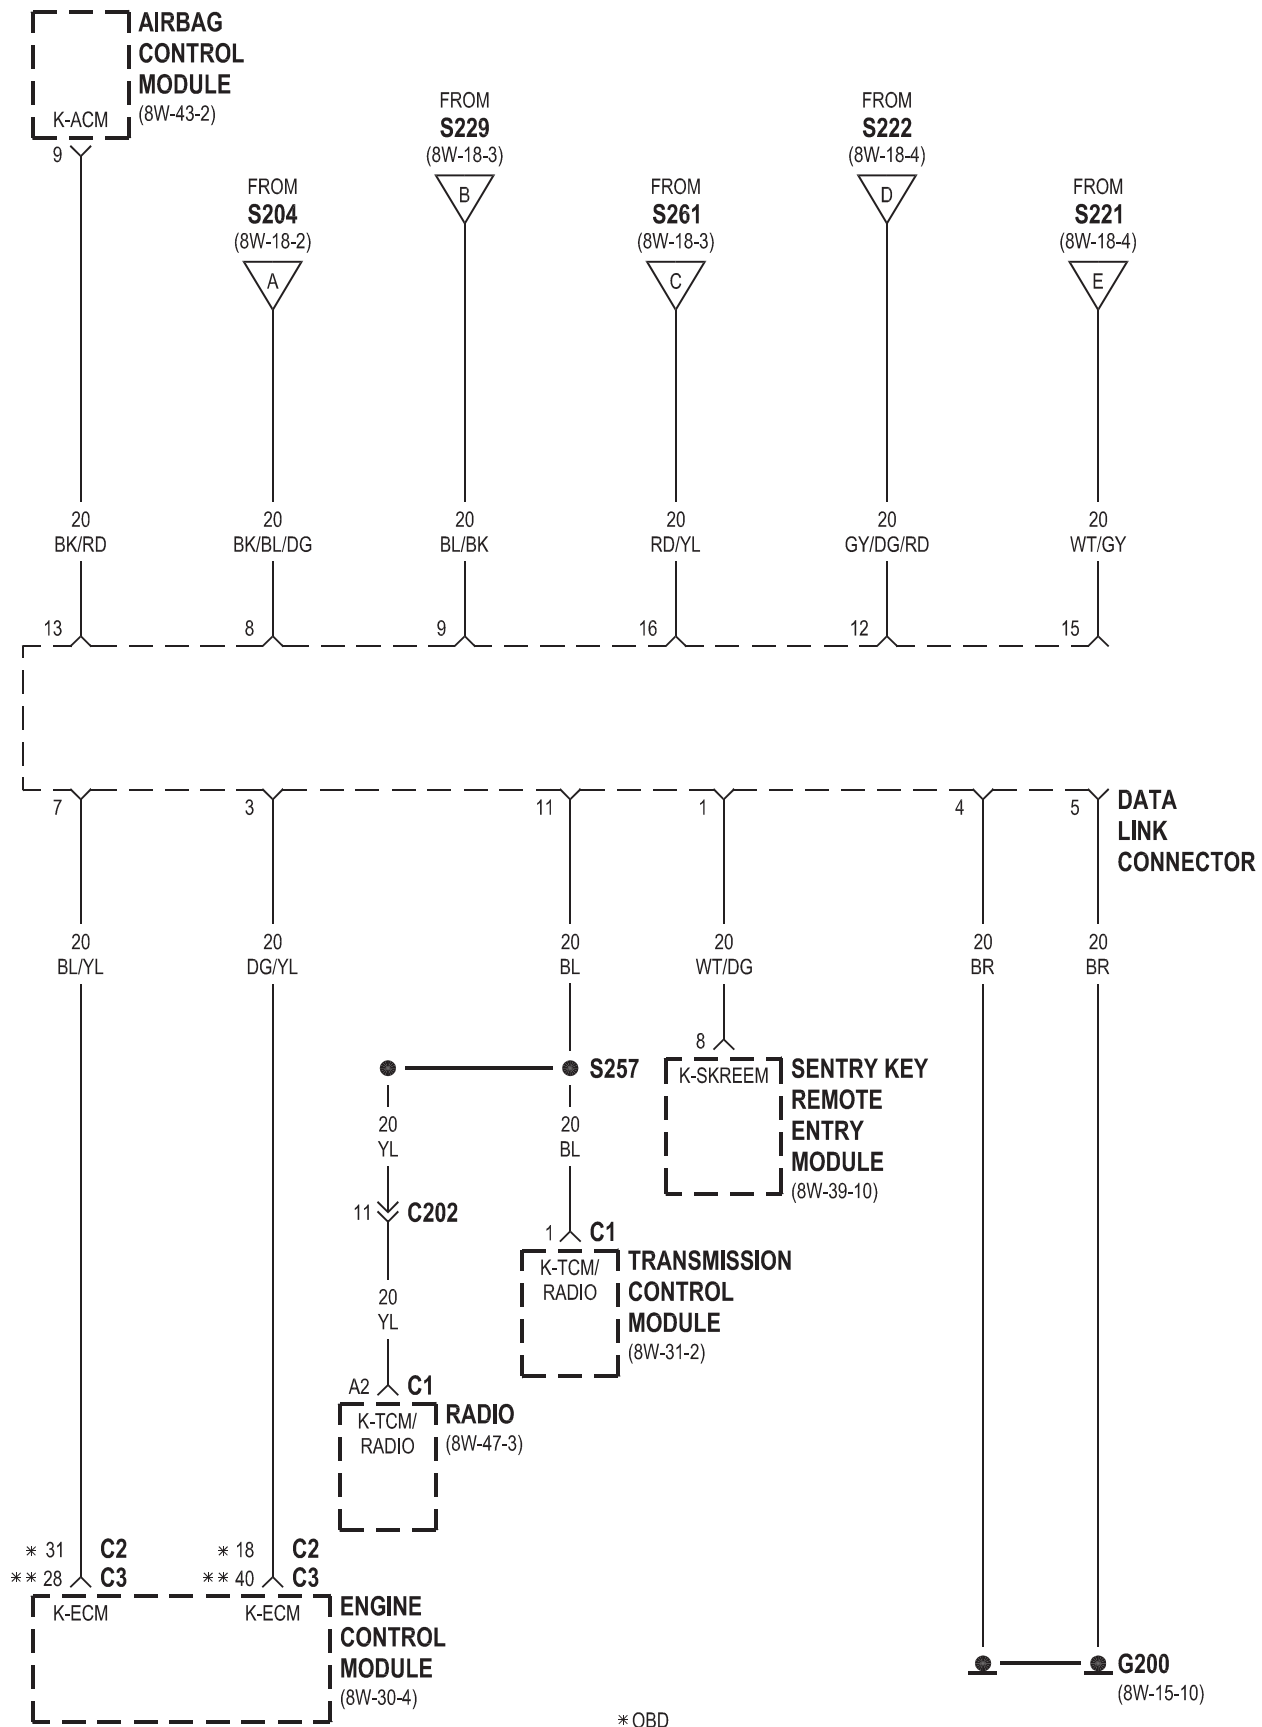 AIRBAG
CONTROL
MODULE
(8W-43-2)
K-ACM
9
FROM
S204
(8W-18-2)
A
FROM
S229
(8W-18-3)
B
FROM
S261
(8W-18-3)
C
FROM
S222
(8W-18-4)
D
FROM
S221
(8W-18-4)
E
20 20 20 20 20 20
BK/RD BK/BL/DG BL/BK RD/YL GY/DG/RD WT/GY
13 8 9 16 12 15
7 3 11 1 4 5
DATA
LINK
CONNECTOR
20 20 20 20 20 20
BL/YL DG/YL BL WT/DG BR BR
S257
8
K-SKREEM
SENTRY KEY
REMOTE
ENTRY
MODULE
(8W-39-10)
20 20
YL BL
11 C202
1 C1
K-TCM/
RADIO
TRANSMISSION
CONTROL
MODULE
(8W-31-2)
20
YL
A2 C1
K-TCM/
RADIO
RADIO
(8W-47-3)
* 31 C2 * 18 C2
** 28 C3 ** 40 C3
K-ECM K-ECM
ENGINE
CONTROL
MODULE
(8W-30-4)
G200
(8W-15-10)
* OBD